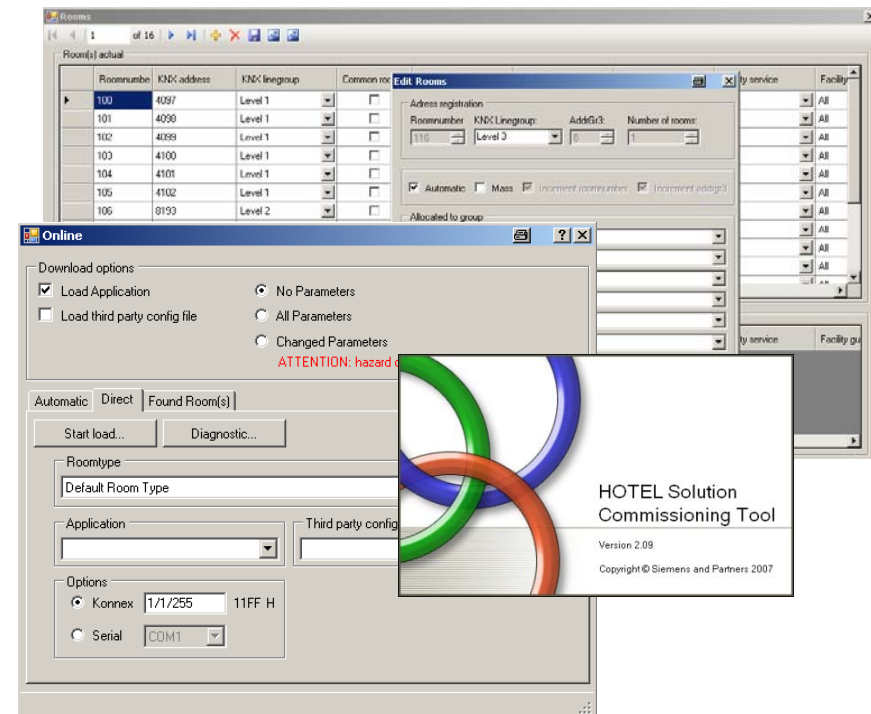 Rooms
1 of 16
Room(s) actual
Roomnumbe KNX address KNX linegroup Common roo
100 4097 Level 1
101 4098 Level 1
102 4099 Level 1
103 4100 Level 1
104 4101 Level 1
105 4102 Level 1
106 8193 Level 2
ty service Facility
All
All
All
All
All
All
All
All
All
All
All
ty service Facility gu
Edit Rooms
Adress registration
Roomnumber KNX Linegroup: AddGr3: Number of rooms:
116 Level 3 6 1
Automatic Mass Increment roomnumber Increment addgr3
Allocated to group
Online
Download options
Load Application
Load third party config file
No Parameters
All Parameters
Changed Parameters
ATTENTION: hazard
Automatic Direct Found Room(s)
Start load... Diagnostic...
Roomtype
Default Room Type
Application Third party config
Options
Konnex 1/1/255 11FF H
Serial COM1
HOTEL Solution
Commissioning Tool
Version 2.09
Copyright © Siemens and Partners 2007